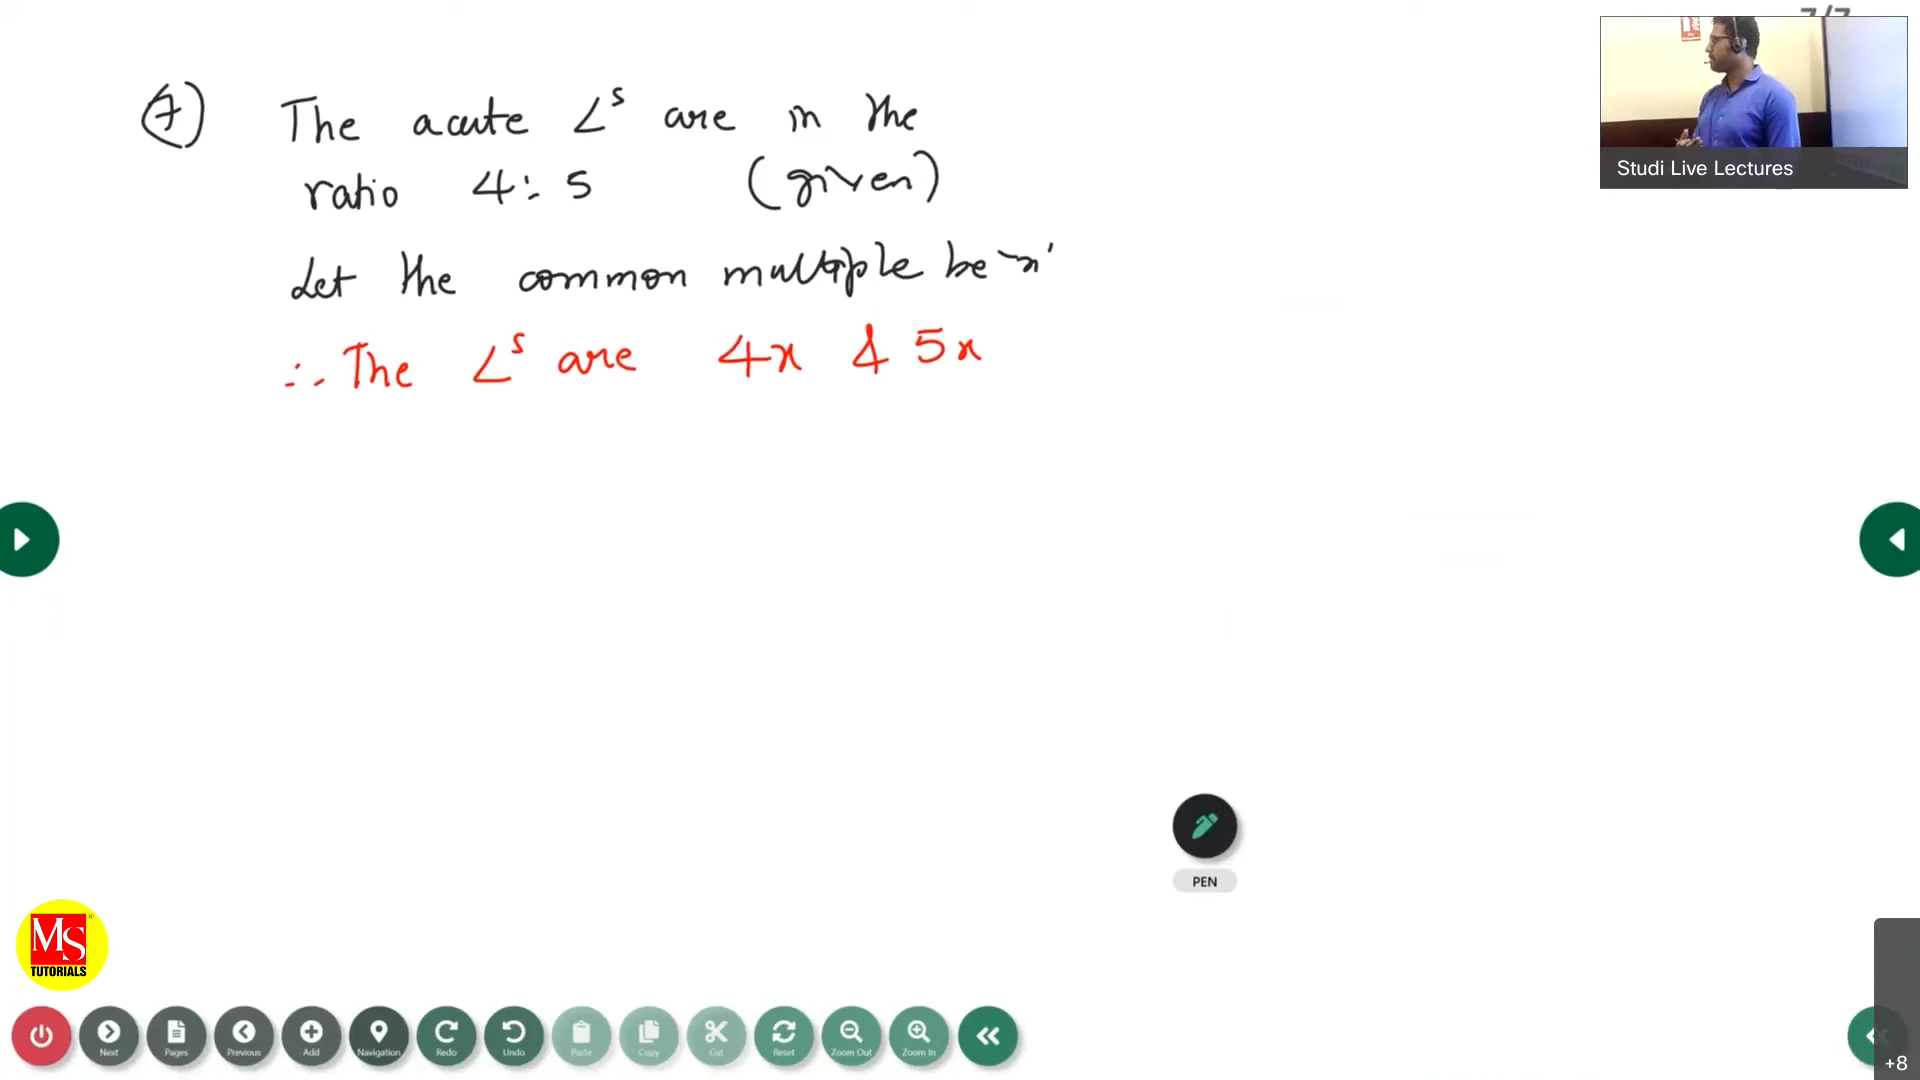 7/7
Studi Live Lectures
7 The acute ∠s are in the
ratio 4:5 (given)
Let the common multiple be 'x'
∴ The ∠s are 4x & 5x
PEN
MS
TUTORIALS
Next Pages Previous Add Navigation Redo Undo Paste Copy Cut Reset Zoom Out Zoom In
+8